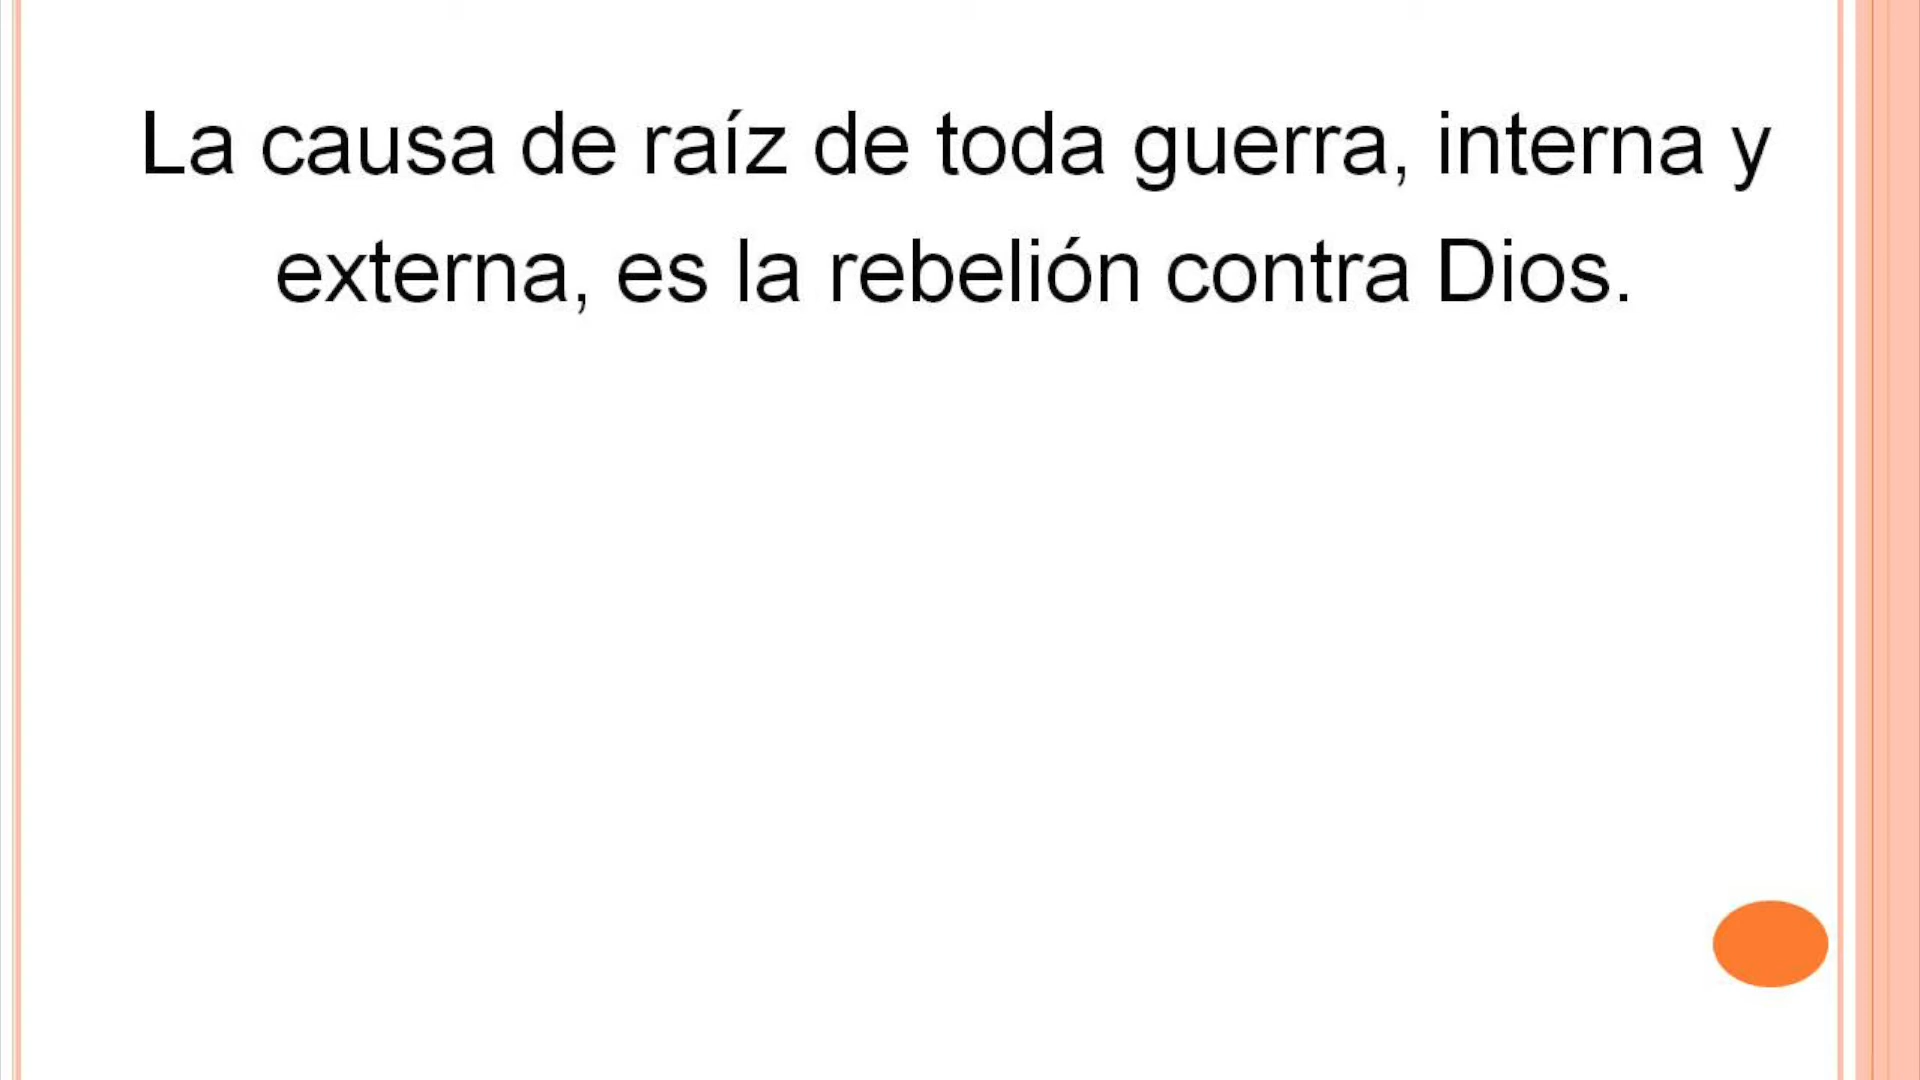 La causa de raíz de toda guerra, interna y
externa, es la rebelión contra Dios.